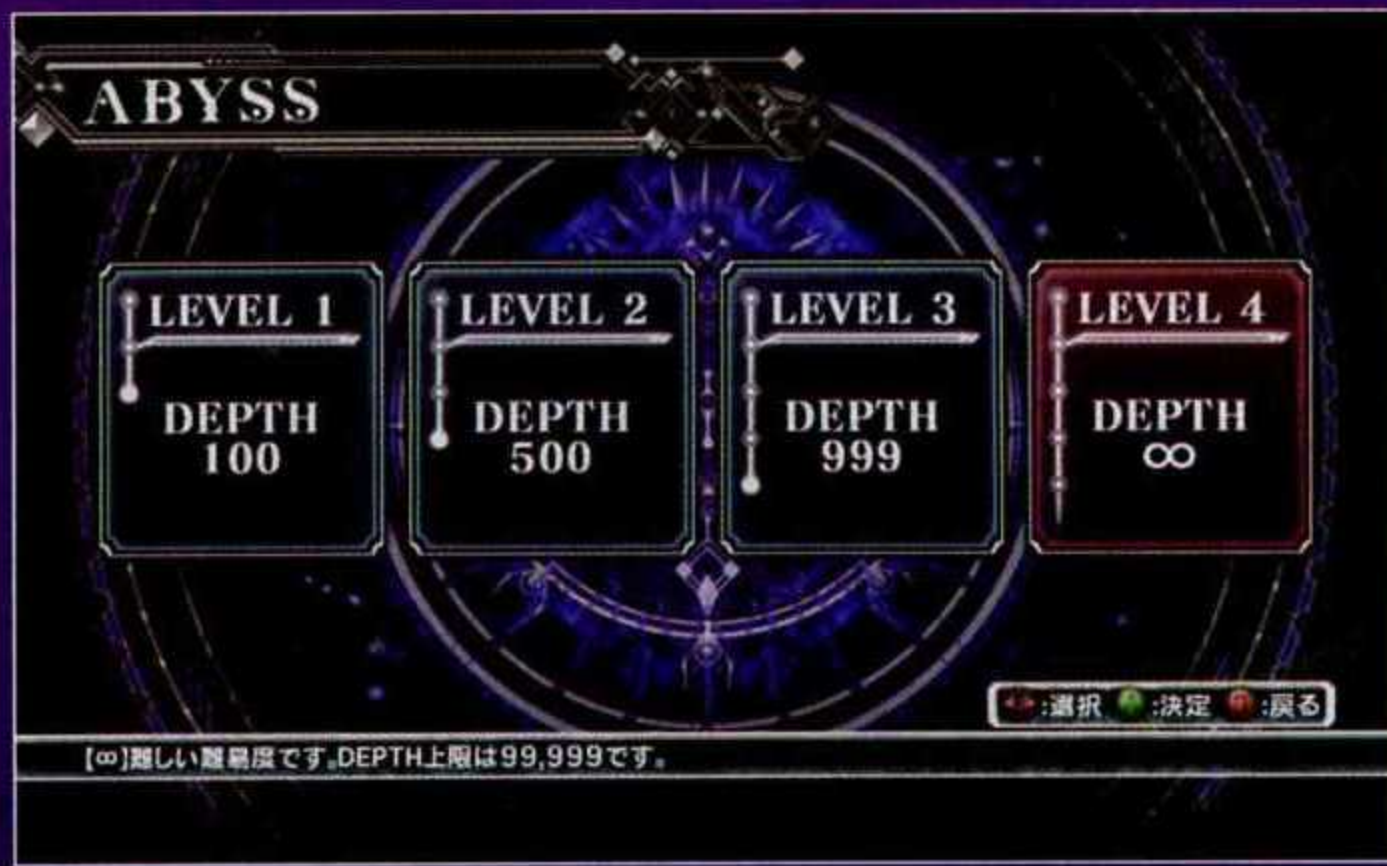 ABYSS
LEVEL 1
DEPTH
100
LEVEL 2
DEPTH
500
LEVEL 3
DEPTH
999
LEVEL 4
DEPTH
∞
:選択 :決定 :戻る
【∞】難しい難易度です。DEPTH上限は99,999です。